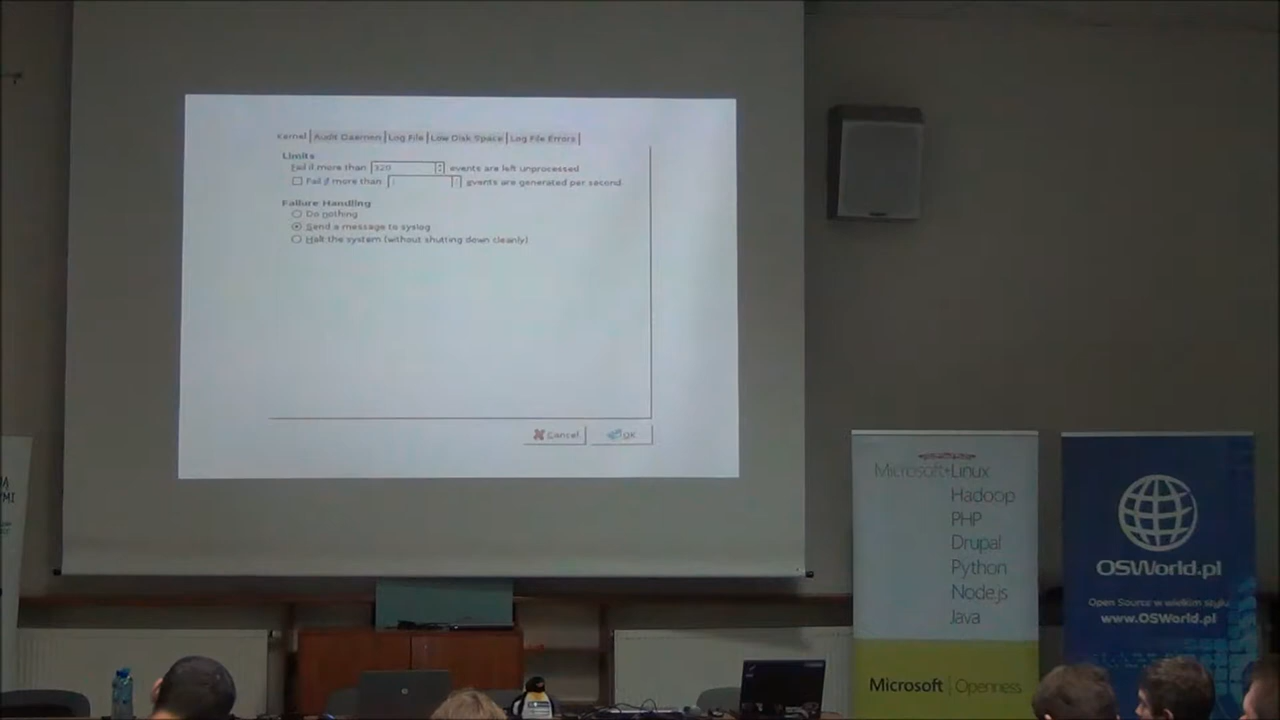 Kernel Audit Daemon Log File Low Disk Space Log File Errors
Limits
Fail if more than 320 events are left unprocessed
Fail if more than events are generated per second
Failure Handling
Do nothing
Send a message to syslog
Halt the system (without shutting down cleanly)
Cancel OK
Microsoft+Linux
Hadoop
PHP
Drupal
Python
Node.js
Java
Microsoft | Openness
OSWorld.pl
Open Source w wielkim stylu
www.OSWorld.pl